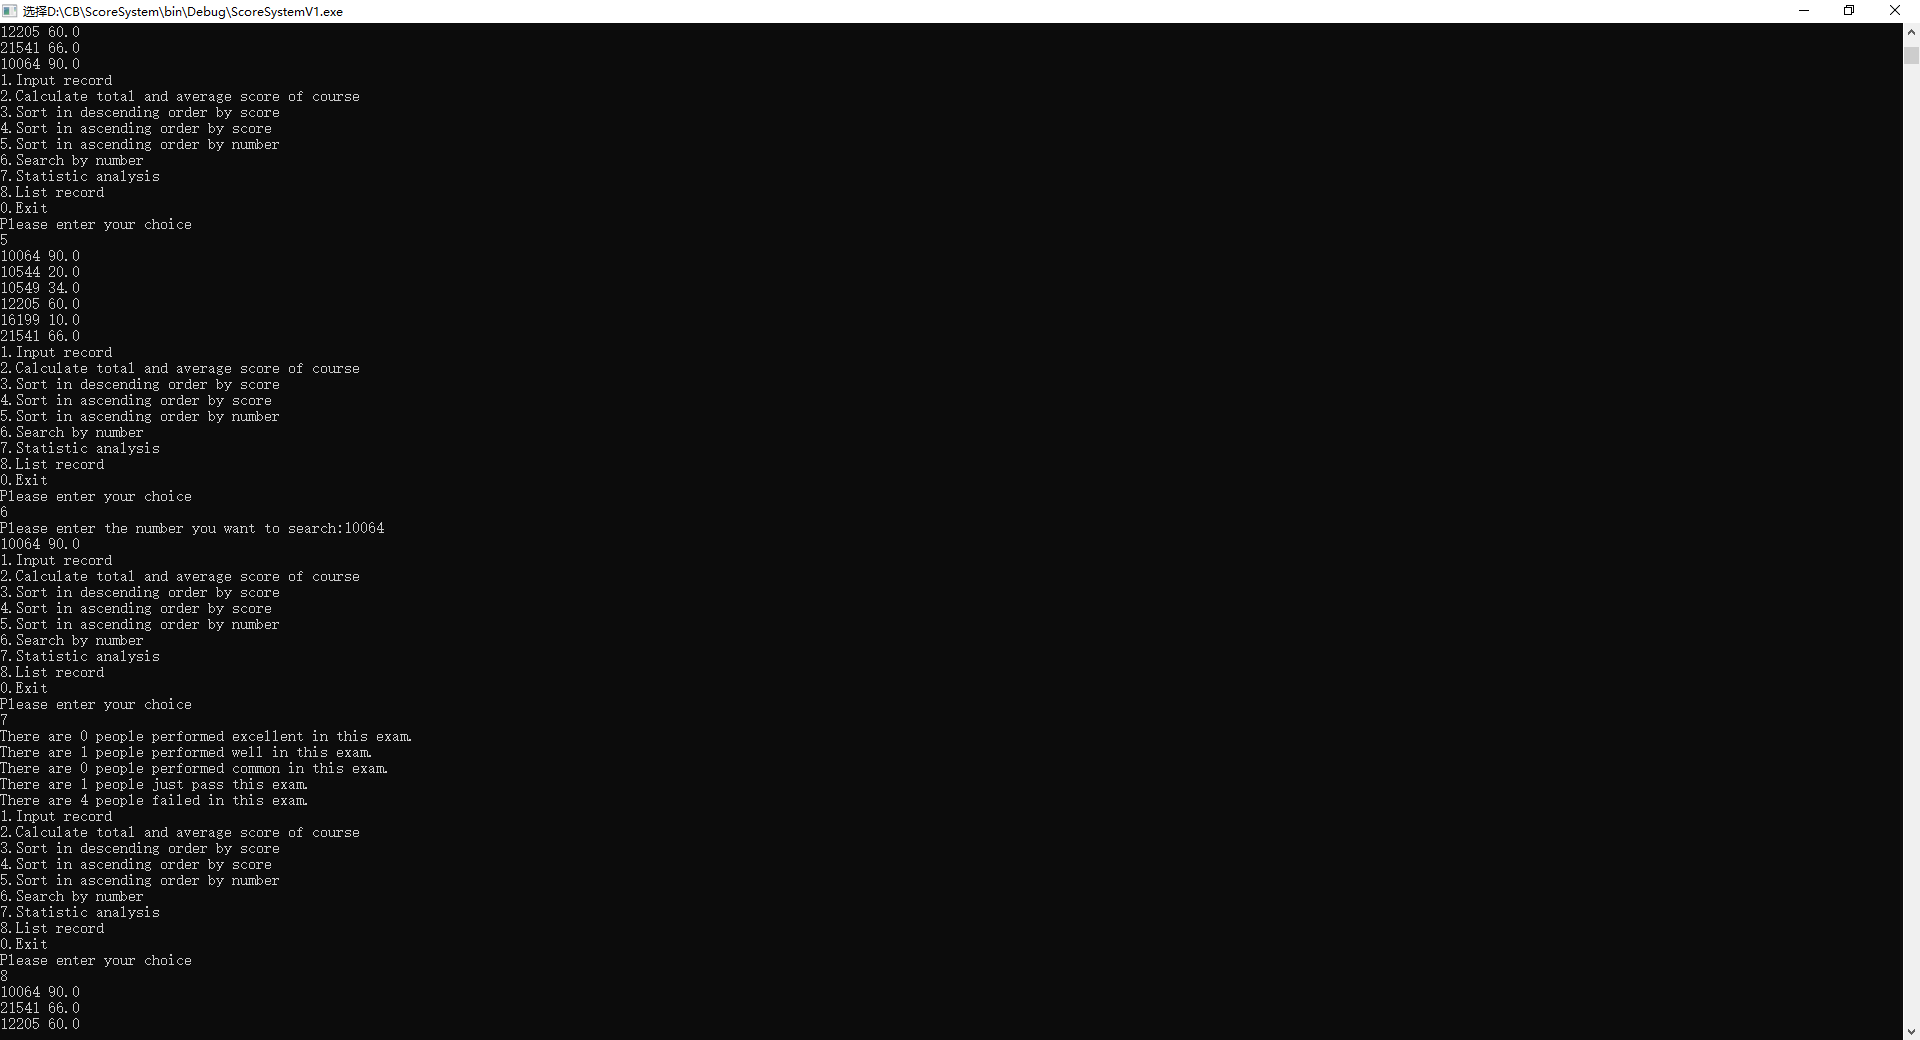 选择D:\CB\ScoreSystem\bin\Debug\ScoreSystemV1.exe
12205 60.0
21541 66.0
10064 90.0
1.Input record
2.Calculate total and average score of course
3.Sort in descending order by score
4.Sort in ascending order by score
5.Sort in ascending order by number
6.Search by number
7.Statistic analysis
8.List record
0.Exit
Please enter your choice
5
10064 90.0
10544 20.0
10549 34.0
12205 60.0
16199 10.0
21541 66.0
1.Input record
2.Calculate total and average score of course
3.Sort in descending order by score
4.Sort in ascending order by score
5.Sort in ascending order by number
6.Search by number
7.Statistic analysis
8.List record
0.Exit
Please enter your choice
6
Please enter the number you want to search:10064
10064 90.0
1.Input record
2.Calculate total and average score of course
3.Sort in descending order by score
4.Sort in ascending order by score
5.Sort in ascending order by number
6.Search by number
7.Statistic analysis
8.List record
0.Exit
Please enter your choice
7
There are 0 people performed excellent in this exam.
There are 1 people performed well in this exam.
There are 0 people performed common in this exam.
There are 1 people just pass this exam.
There are 4 people failed in this exam.
1.Input record
2.Calculate total and average score of course
3.Sort in descending order by score
4.Sort in ascending order by score
5.Sort in ascending order by number
6.Search by number
7.Statistic analysis
8.List record
0.Exit
Please enter your choice
8
10064 90.0
21541 66.0
12205 60.0